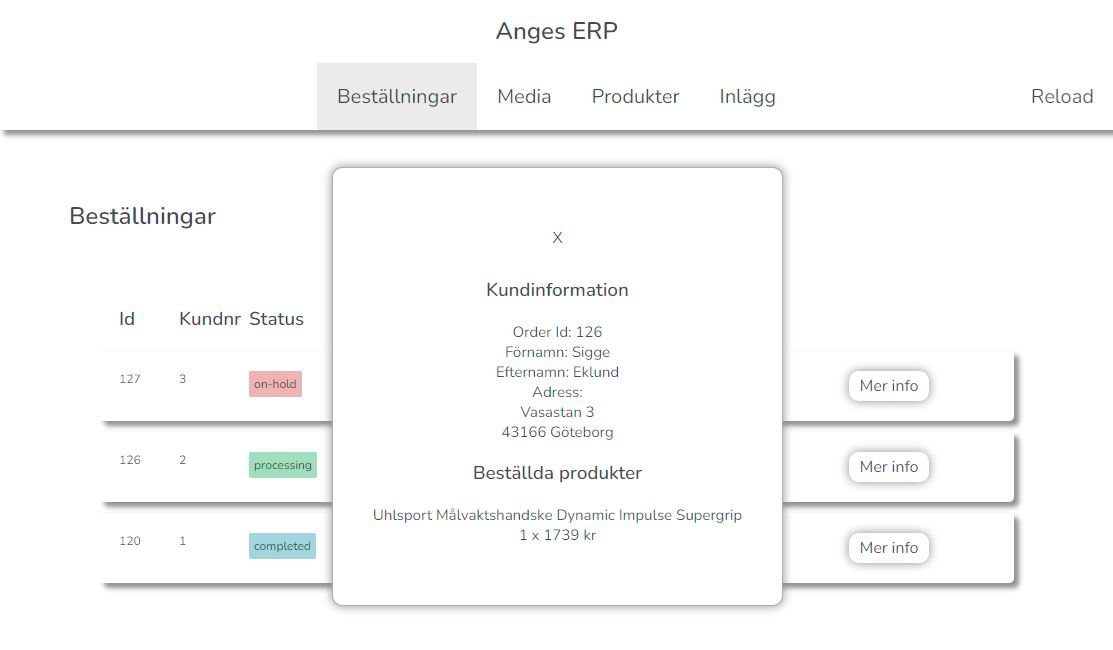 Anges ERP
Beställningar Media Produkter Inlägg Reload
Beställningar
Id Kundnr Status
127 3 on-hold Mer info
126 2 processing Mer info
120 1 completed Mer info
X
Kundinformation
Order Id: 126
Förnamn: Sigge
Efternamn: Eklund
Adress:
Vasastan 3
43166 Göteborg
Beställda produkter
Uhlsport Målvaktshandske Dynamic Impulse Supergrip
1 x 1739 kr